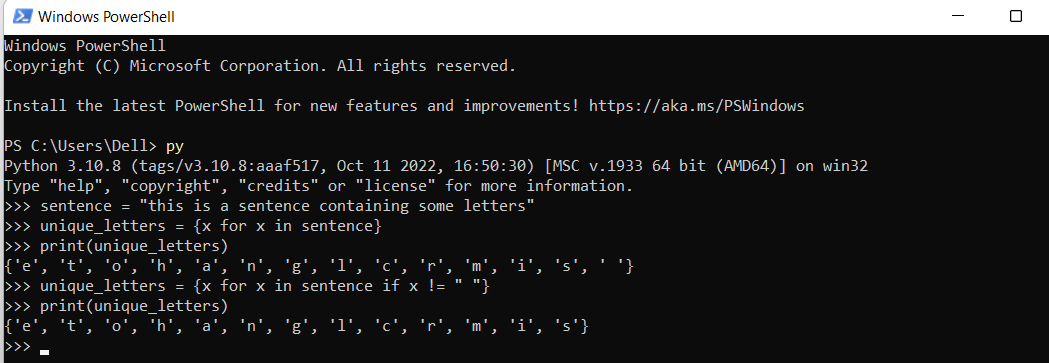 Windows PowerShell
Windows PowerShell
Copyright (C) Microsoft Corporation. All rights reserved.
Install the latest PowerShell for new features and improvements! https://aka.ms/PSWindows
PS C:\Users\Dell> py
Python 3.10.8 (tags/v3.10.8:aaaf517, Oct 11 2022, 16:50:30) [MSC v.1933 64 bit (AMD64)] on win32
Type "help", "copyright", "credits" or "license" for more information.
>>> sentence = "this is a sentence containing some letters"
>>> unique_letters = {x for x in sentence}
>>> print(unique_letters)
{'e', 't', 'o', 'h', 'a', 'n', 'g', 'l', 'c', 'r', 'm', 'i', 's', ' '}
>>> unique_letters = {x for x in sentence if x != " "}
>>> print(unique_letters)
{'e', 't', 'o', 'h', 'a', 'n', 'g', 'l', 'c', 'r', 'm', 'i', 's'}
>>>